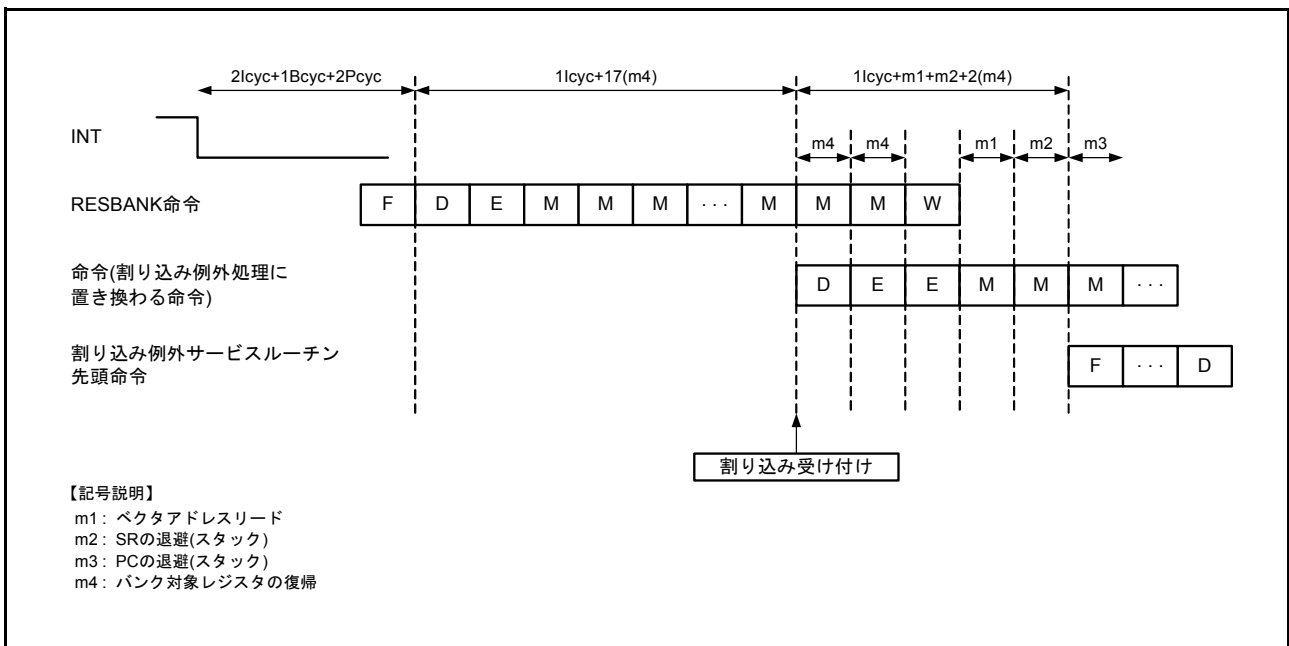 2Icyc+1Bcyc+2Pcyc 1Icyc+17(m4) 1Icyc+m1+m2+2(m4)
INT
m4 m4 m1 m2 m3
RESBANK命令 F D E M M M ··· M M M W
命令(割り込み例外処理に
置き換わる命令) D E E M M M ···
割り込み例外サービスルーチン
先頭命令 F ··· D
割り込み受け付け
【記号説明】
m1 : ベクタアドレスリード
m2 : SRの退避(スタック)
m3 : PCの退避(スタック)
m4 : バンク対象レジスタの復帰